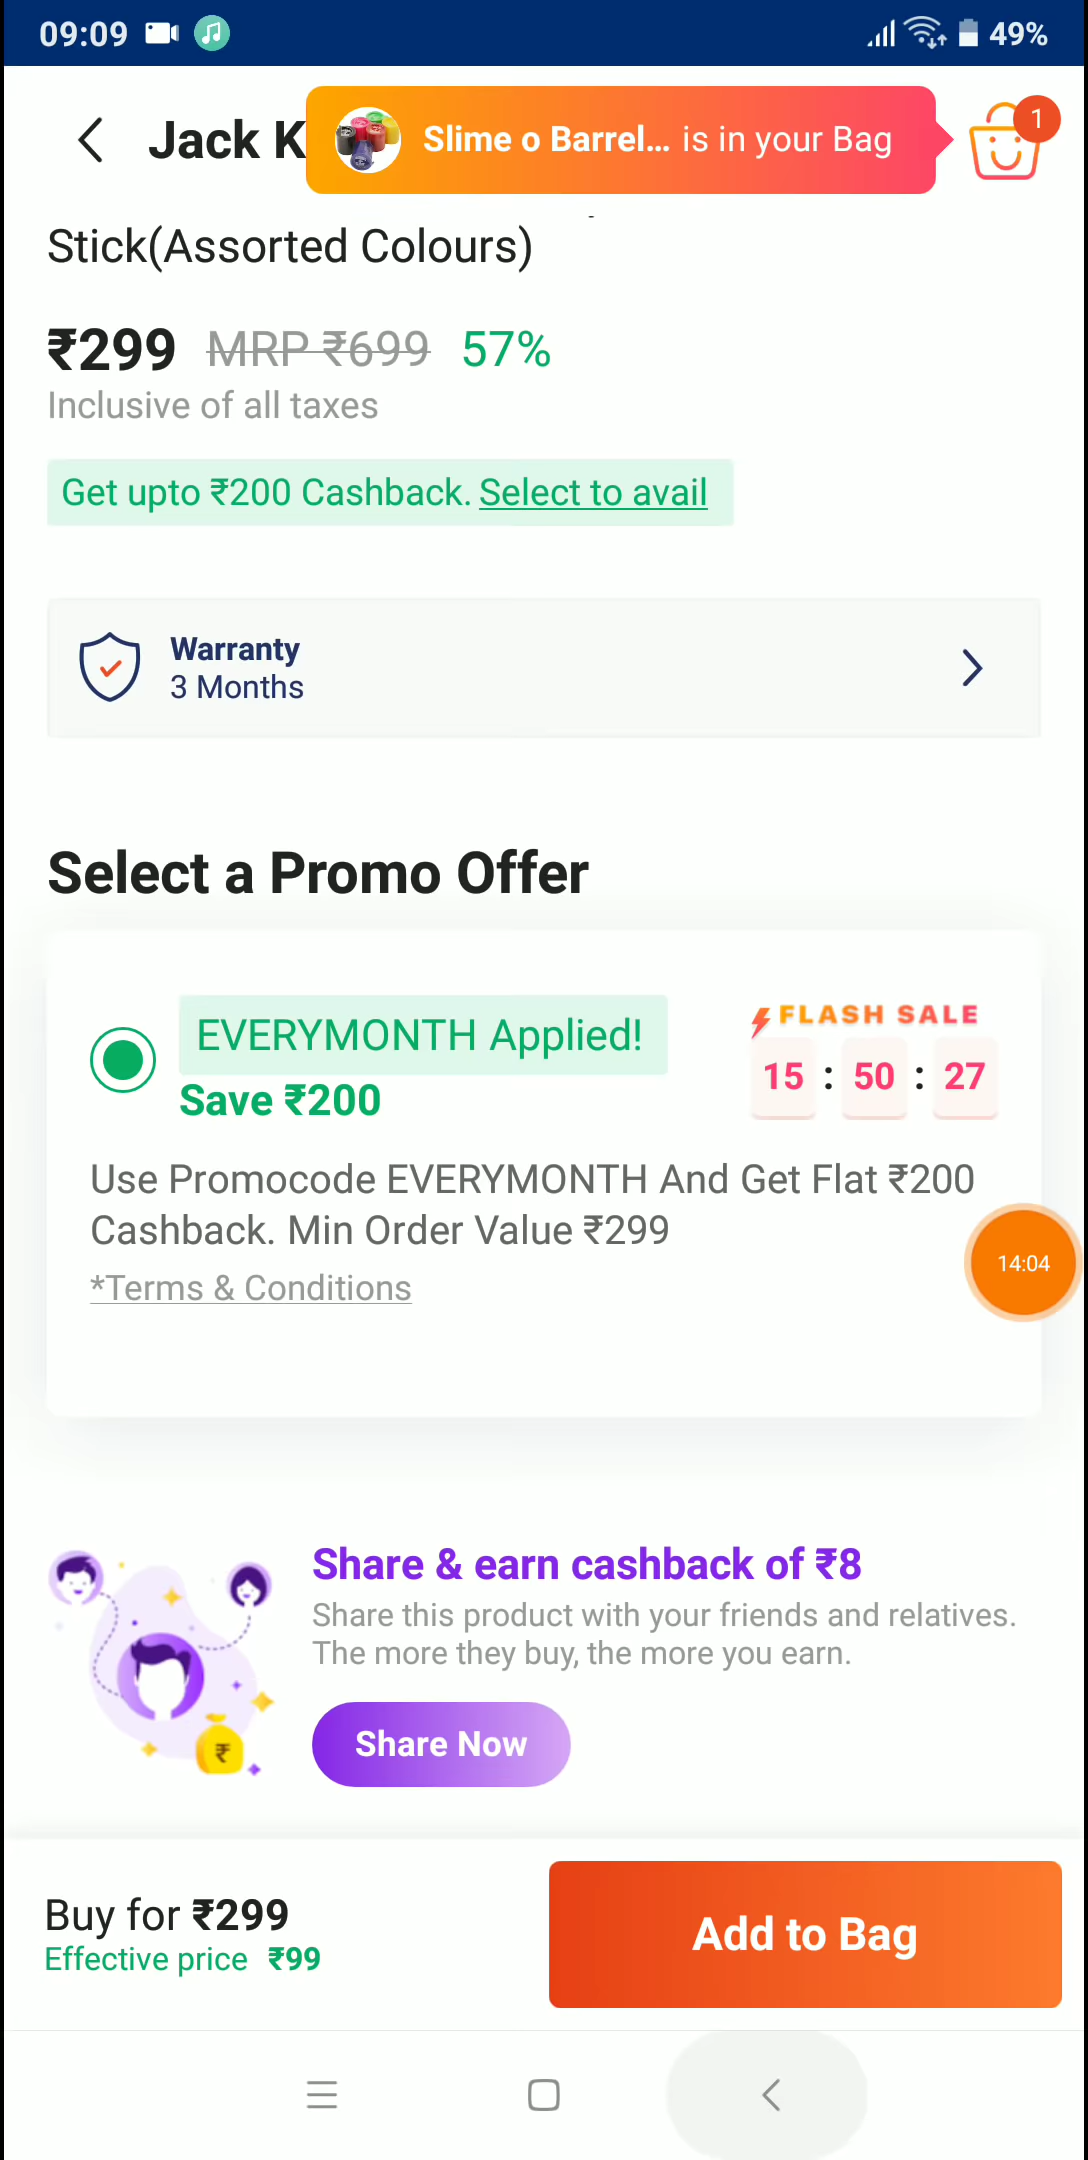 09:09
49%
Jack K
Slime o Barrel... is in your Bag
1
Stick(Assorted Colours)
₹299 MRP ₹699 57%
Inclusive of all taxes
Get upto ₹200 Cashback. Select to avail
Warranty
3 Months
Select a Promo Offer
EVERYMONTH Applied!
Save ₹200
FLASH SALE
15 : 50 : 27
Use Promocode EVERYMONTH And Get Flat ₹200
Cashback. Min Order Value ₹299
*Terms & Conditions
14:04
Share & earn cashback of ₹8
Share this product with your friends and relatives.
The more they buy, the more you earn.
Share Now
Buy for ₹299
Effective price ₹99
Add to Bag